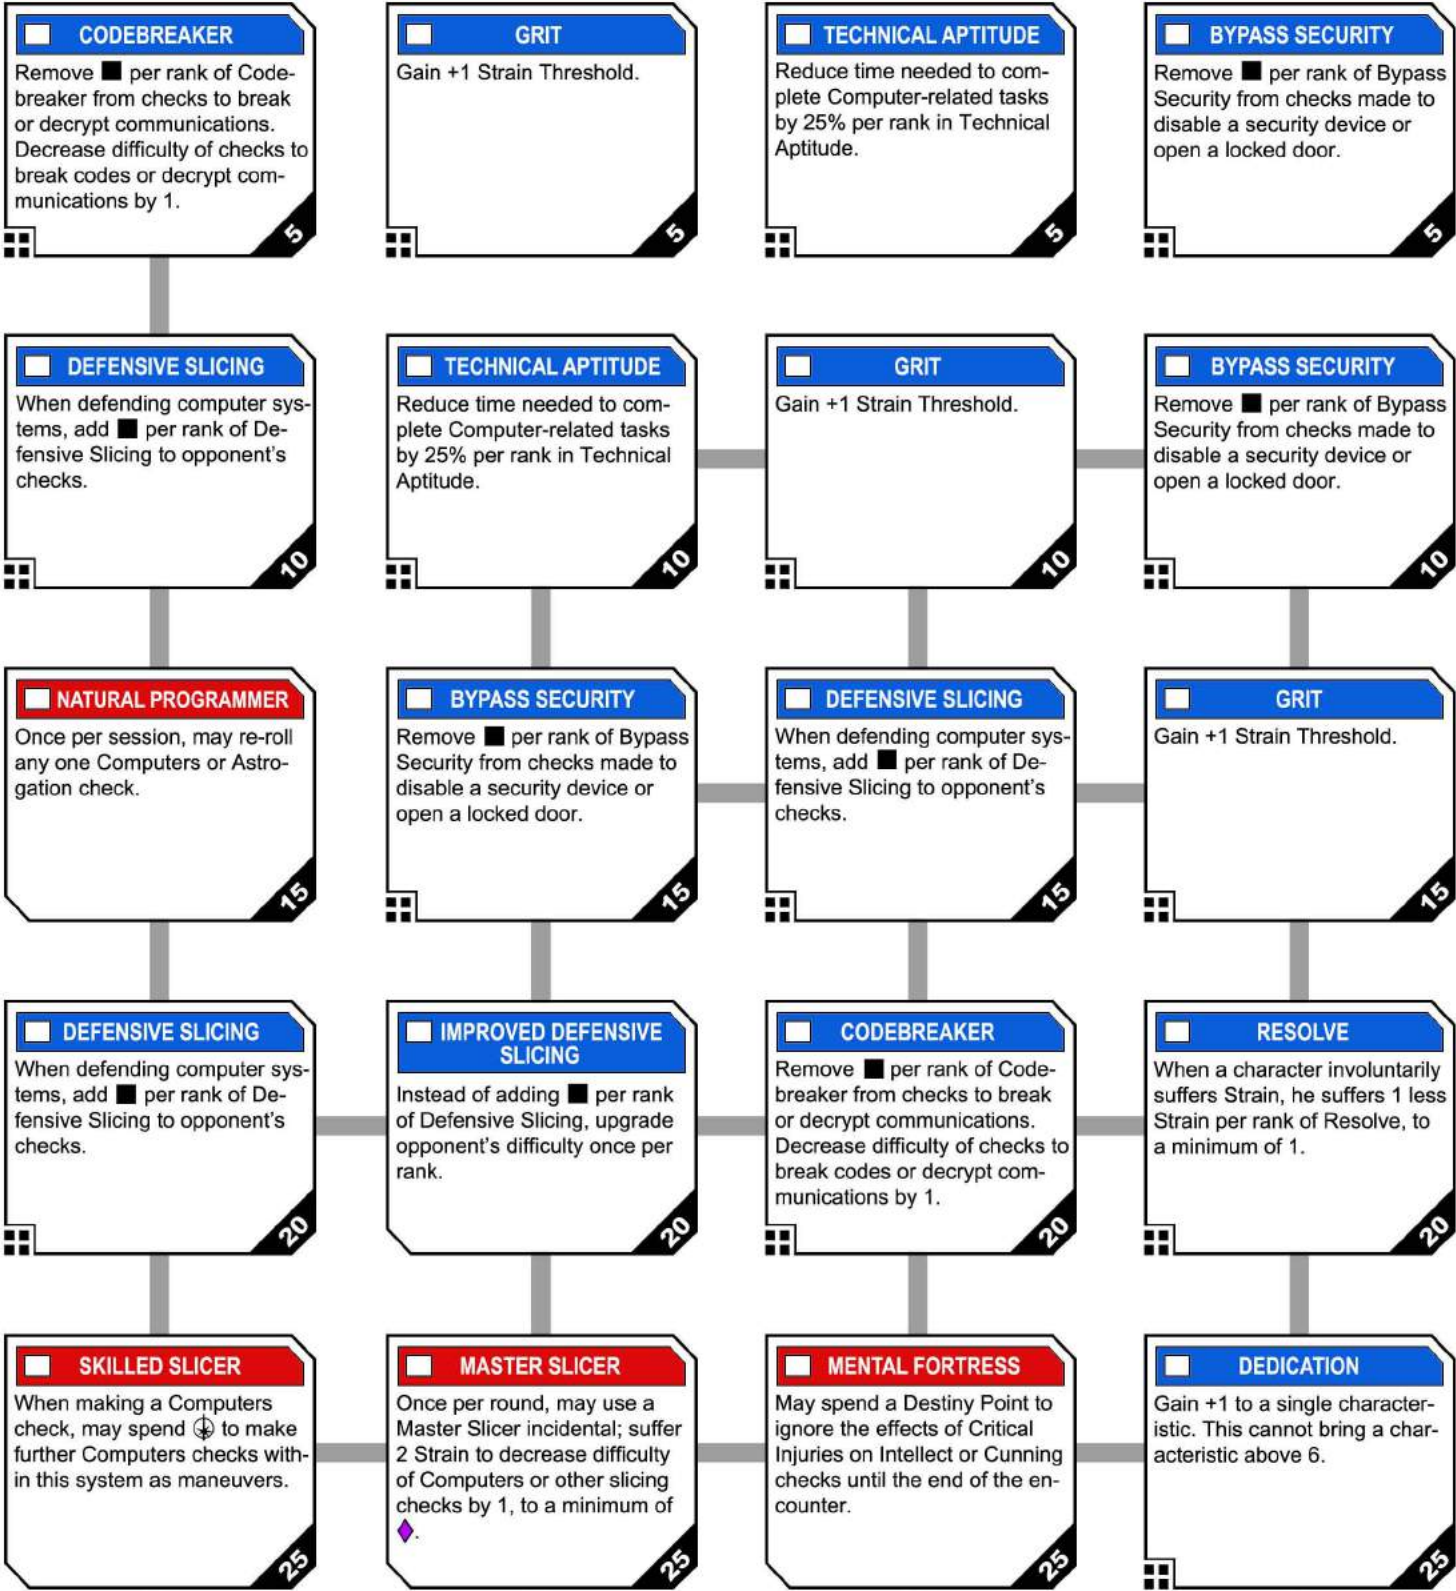 CODEBREAKER
Remove ■ per rank of Code-
breaker from checks to break
or decrypt communications.
Decrease difficulty of checks to
break codes or decrypt com-
munications by 1.
5
GRIT
Gain +1 Strain Threshold.
5
TECHNICAL APTITUDE
Reduce time needed to com-
plete Computer-related tasks
by 25% per rank in Technical
Aptitude.
5
BYPASS SECURITY
Remove ■ per rank of Bypass
Security from checks made to
disable a security device or
open a locked door.
5
DEFENSIVE SLICING
When defending computer sys-
tems, add ■ per rank of De-
fensive Slicing to opponent's
checks.
10
TECHNICAL APTITUDE
Reduce time needed to com-
plete Computer-related tasks
by 25% per rank in Technical
Aptitude.
10
GRIT
Gain +1 Strain Threshold.
10
BYPASS SECURITY
Remove ■ per rank of Bypass
Security from checks made to
disable a security device or
open a locked door.
10
NATURAL PROGRAMMER
Once per session, may re-roll
any one Computers or Astro-
gation check.
15
BYPASS SECURITY
Remove ■ per rank of Bypass
Security from checks made to
disable a security device or
open a locked door.
15
DEFENSIVE SLICING
When defending computer sys-
tems, add ■ per rank of De-
fensive Slicing to opponent's
checks.
15
GRIT
Gain +1 Strain Threshold.
15
DEFENSIVE SLICING
When defending computer sys-
tems, add ■ per rank of De-
fensive Slicing to opponent's
checks.
20
IMPROVED DEFENSIVE
SLICING
Instead of adding ■ per rank
of Defensive Slicing, upgrade
opponent's difficulty once per
rank.
20
CODEBREAKER
Remove ■ per rank of Code-
breaker from checks to break
or decrypt communications.
Decrease difficulty of checks to
break codes or decrypt com-
munications by 1.
20
RESOLVE
When a character involuntarily
suffers Strain, he suffers 1 less
Strain per rank of Resolve, to
a minimum of 1.
20
SKILLED SLICER
When making a Computers
check, may spend to make
further Computers checks with-
in this system as maneuvers.
25
MASTER SLICER
Once per round, may use a
Master Slicer incidental; suffer
2 Strain to decrease difficulty
of Computers or other slicing
checks by 1, to a minimum of
♦.
25
MENTAL FORTRESS
May spend a Destiny Point to
ignore the effects of Critical
Injuries on Intellect or Cunning
checks until the end of the en-
counter.
25
DEDICATION
Gain +1 to a single character-
istic. This cannot bring a char-
acteristic above 6.
25